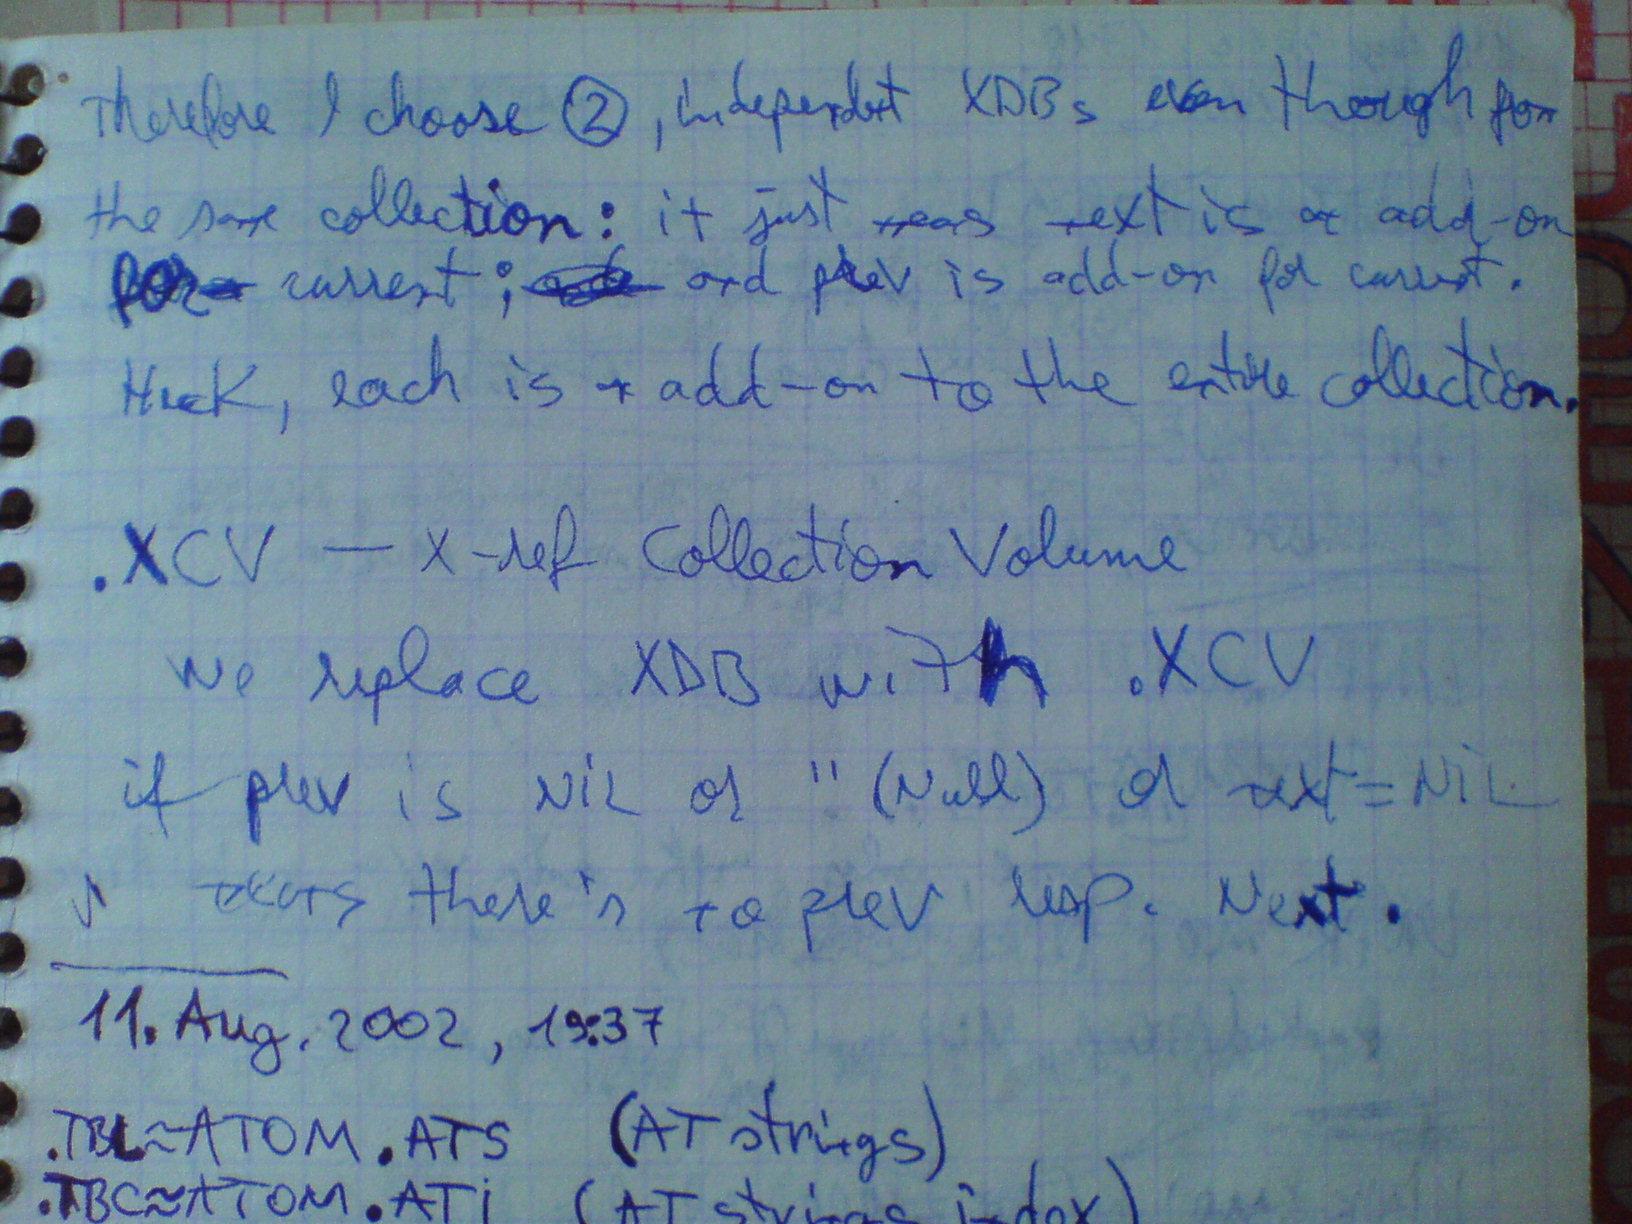 Therefore I choose ②, independent XDBs even though from
the same collection: it just means next is an add-on
for current; and prev is add-on for current.
Heck, each is an add-on to the entire collection.
.XCV — X-ref Collection Volume
We replace XDB with .XCV
if prev is NiL or '' (Null) or next = NiL
means there's no prev resp. Next.
11. Aug. 2002, 19:37
.TBL≈ATOM.ATS (AT strings)
.TBC≈ATOM.ATi (AT strings index)